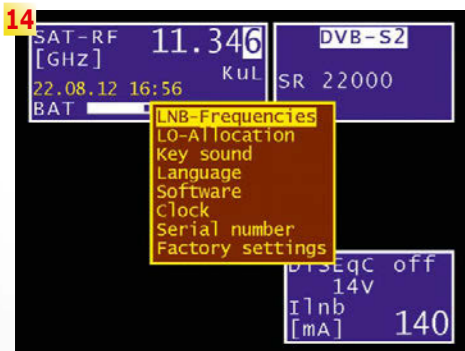 14
SAT-RF 11.346
[GHz]
KuL
22.08.12 16:56
BAT
DVB-S2
SR 22000
LNB-Frequencies
LO-Allocation
Key sound
Language
Software
Clock
Serial number
Factory settings
DiSEqC off
14V
Ilnb
[mA] 140